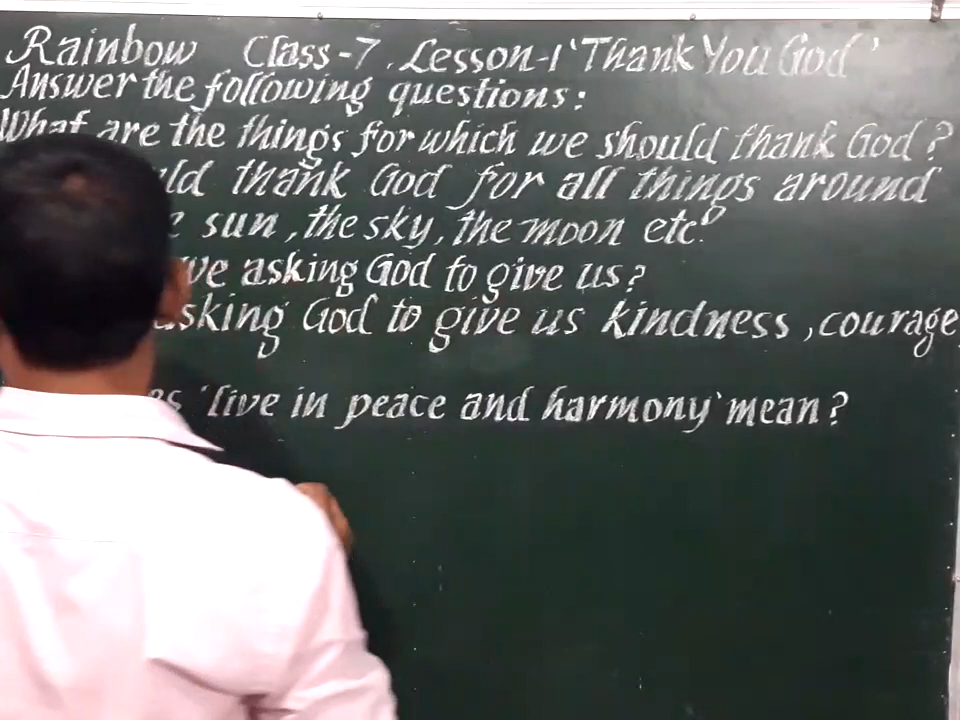 Rainbow Class-7. Lesson-1 'Thank You God'
Answer the following questions:
What are the things for which we should thank God?
thank God for all things around
sun, the sky, the moon etc.
we asking God to give us?
asking God to give us kindness, courage
'live in peace and harmony' mean?